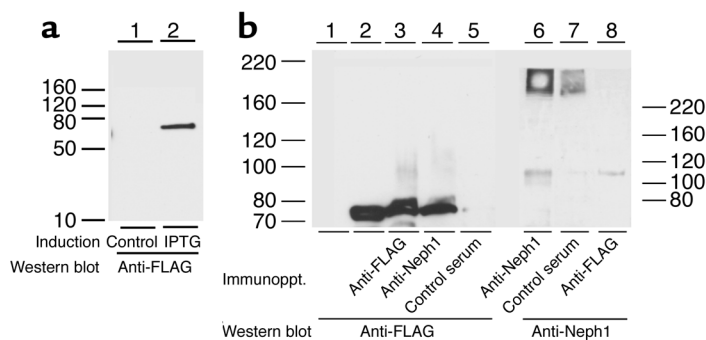 a
1 2
160
120
80
50
10
Induction Control IPTG
Western blot Anti-FLAG
b
1 2 3 4 5 6 7 8
220
160
120
100
80
70
220
160
120
100
80
Immunoppt. Anti-FLAG Anti-Neph1 Control serum Anti-Neph1 Control serum Anti-FLAG
Western blot Anti-FLAG Anti-Neph1